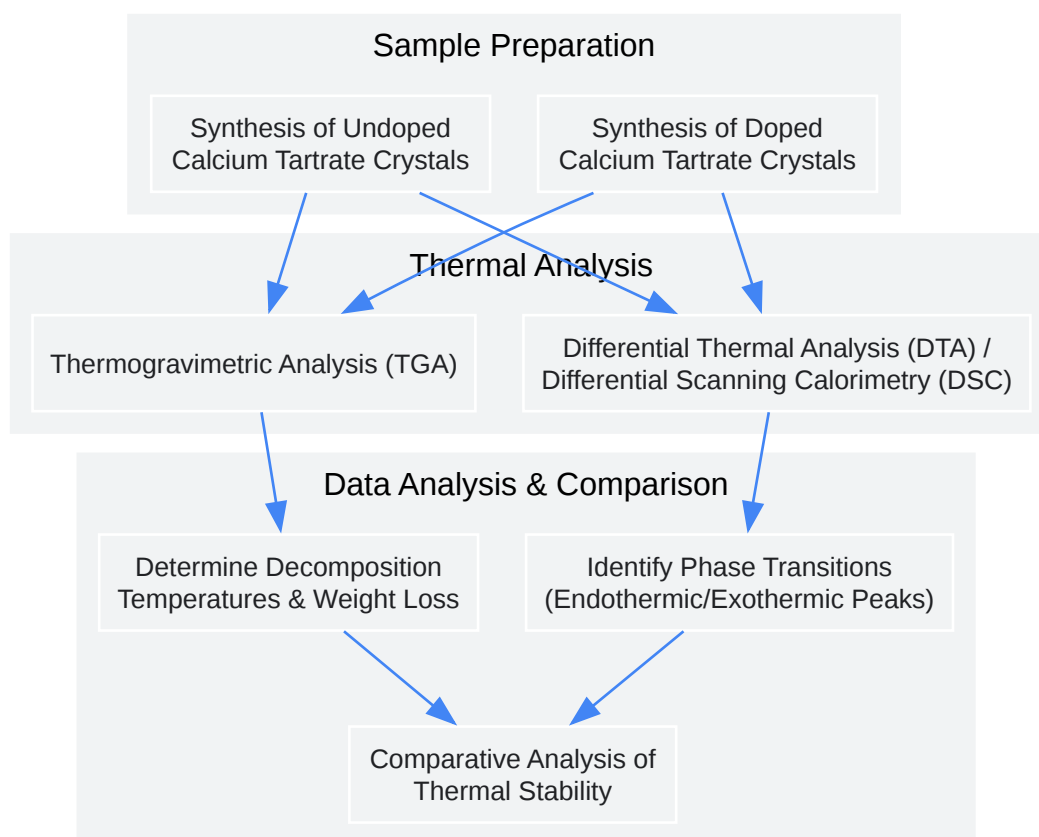 Sample Preparation
Synthesis of Undoped
Calcium Tartrate Crystals
Synthesis of Doped
Calcium Tartrate Crystals
Thermal Analysis
Thermogravimetric Analysis (TGA)
Differential Thermal Analysis (DTA) /
Differential Scanning Calorimetry (DSC)
Data Analysis & Comparison
Determine Decomposition
Temperatures & Weight Loss
Identify Phase Transitions
(Endothermic/Exothermic Peaks)
Comparative Analysis of
Thermal Stability